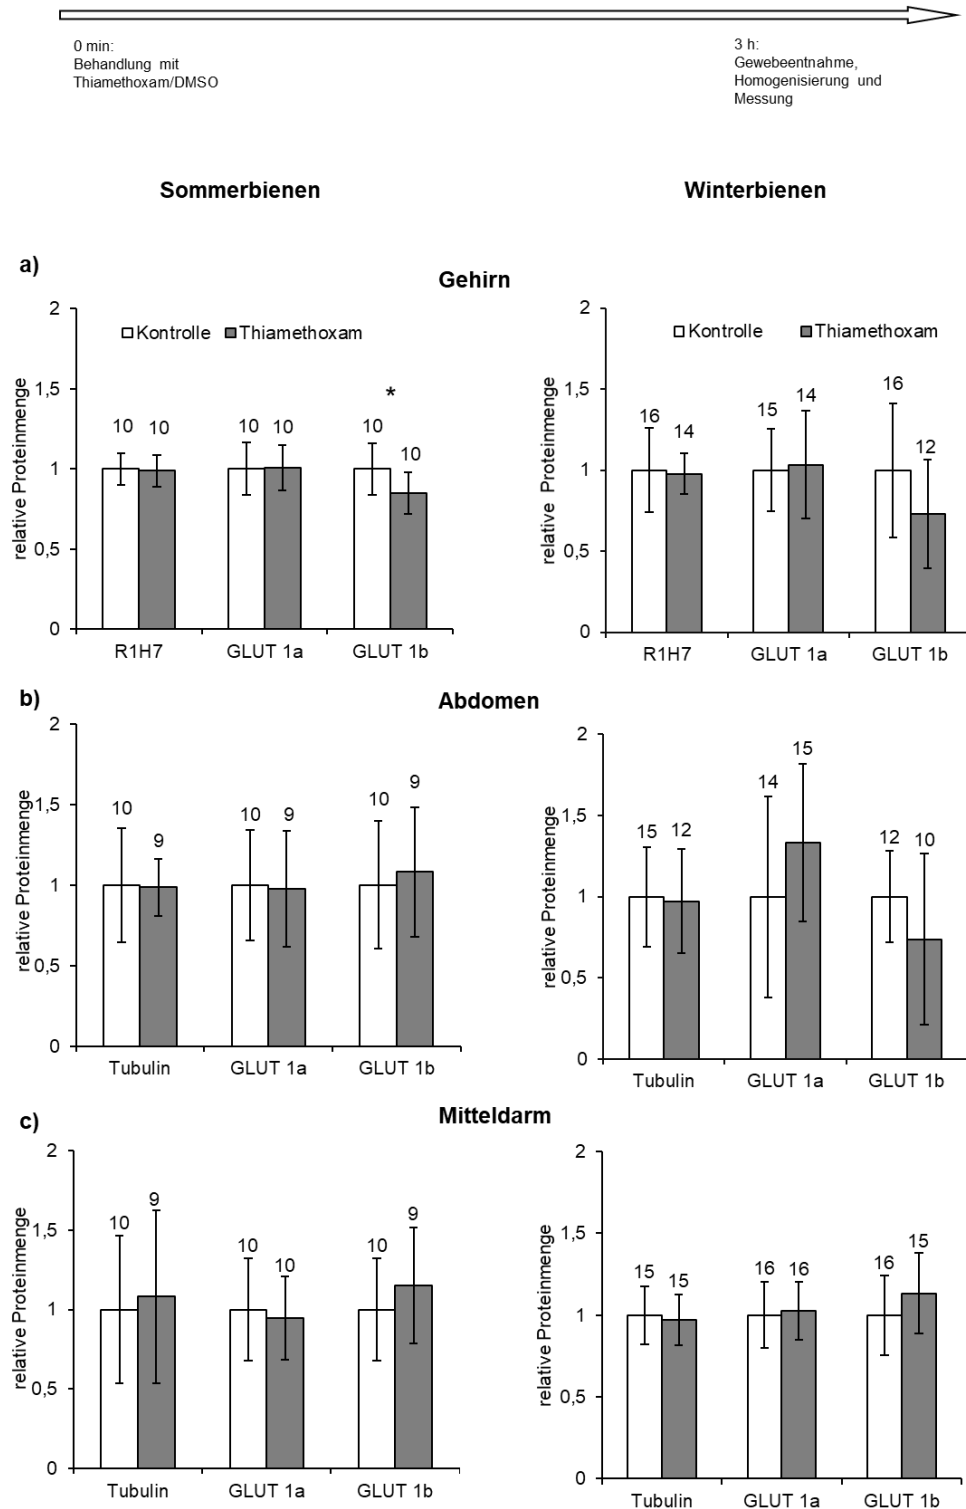 0 min:
Behandlung mit
Thiamethoxam/DMSO
3 h:
Gewebeentnahme,
Homogenisierung und
Messung
Sommerbienen
Winterbienen
a)
Gehirn
relative Proteinmenge
2
1,5
1
0,5
0
Kontrolle
Thiamethoxam
10 10 10 10 10 * 10
R1H7 GLUT 1a GLUT 1b
relative Proteinmenge
2
1,5
1
0,5
0
Kontrolle
Thiamethoxam
16 14 15 14 16 12
R1H7 GLUT 1a GLUT 1b
b)
Abdomen
relative Proteinmenge
2
1,5
1
0,5
0
10 9 10 9 10 9
Tubulin GLUT 1a GLUT 1b
relative Proteinmenge
2
1,5
1
0,5
0
15 12 14 15 12 10
Tubulin GLUT 1a GLUT 1b
c)
Mitteldarm
relative Proteinmenge
2
1,5
1
0,5
0
10 9 10 10 10 9
Tubulin GLUT 1a GLUT 1b
relative Proteinmenge
2
1,5
1
0,5
0
15 15 16 16 16 15
Tubulin GLUT 1a GLUT 1b